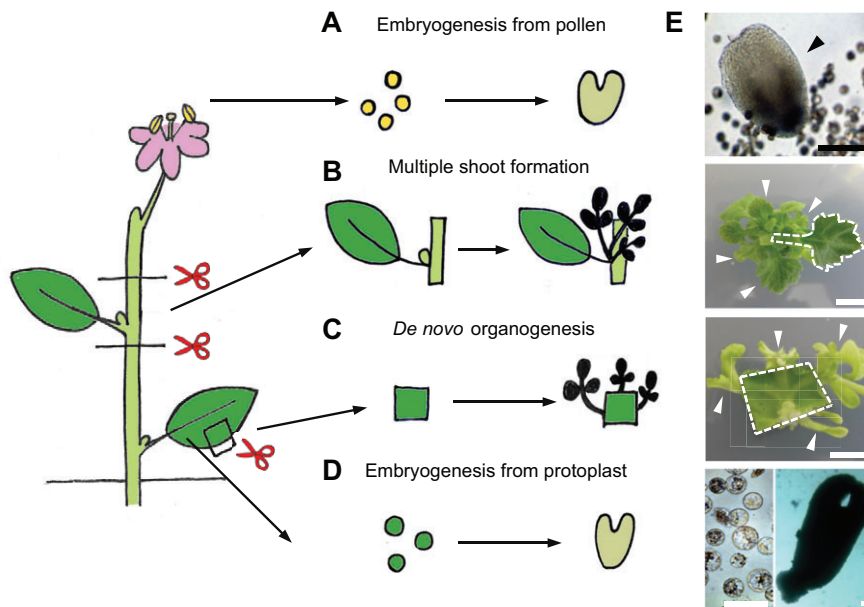 A Embryogenesis from pollen
E
B Multiple shoot formation
C De novo organogenesis
D Embryogenesis from protoplast